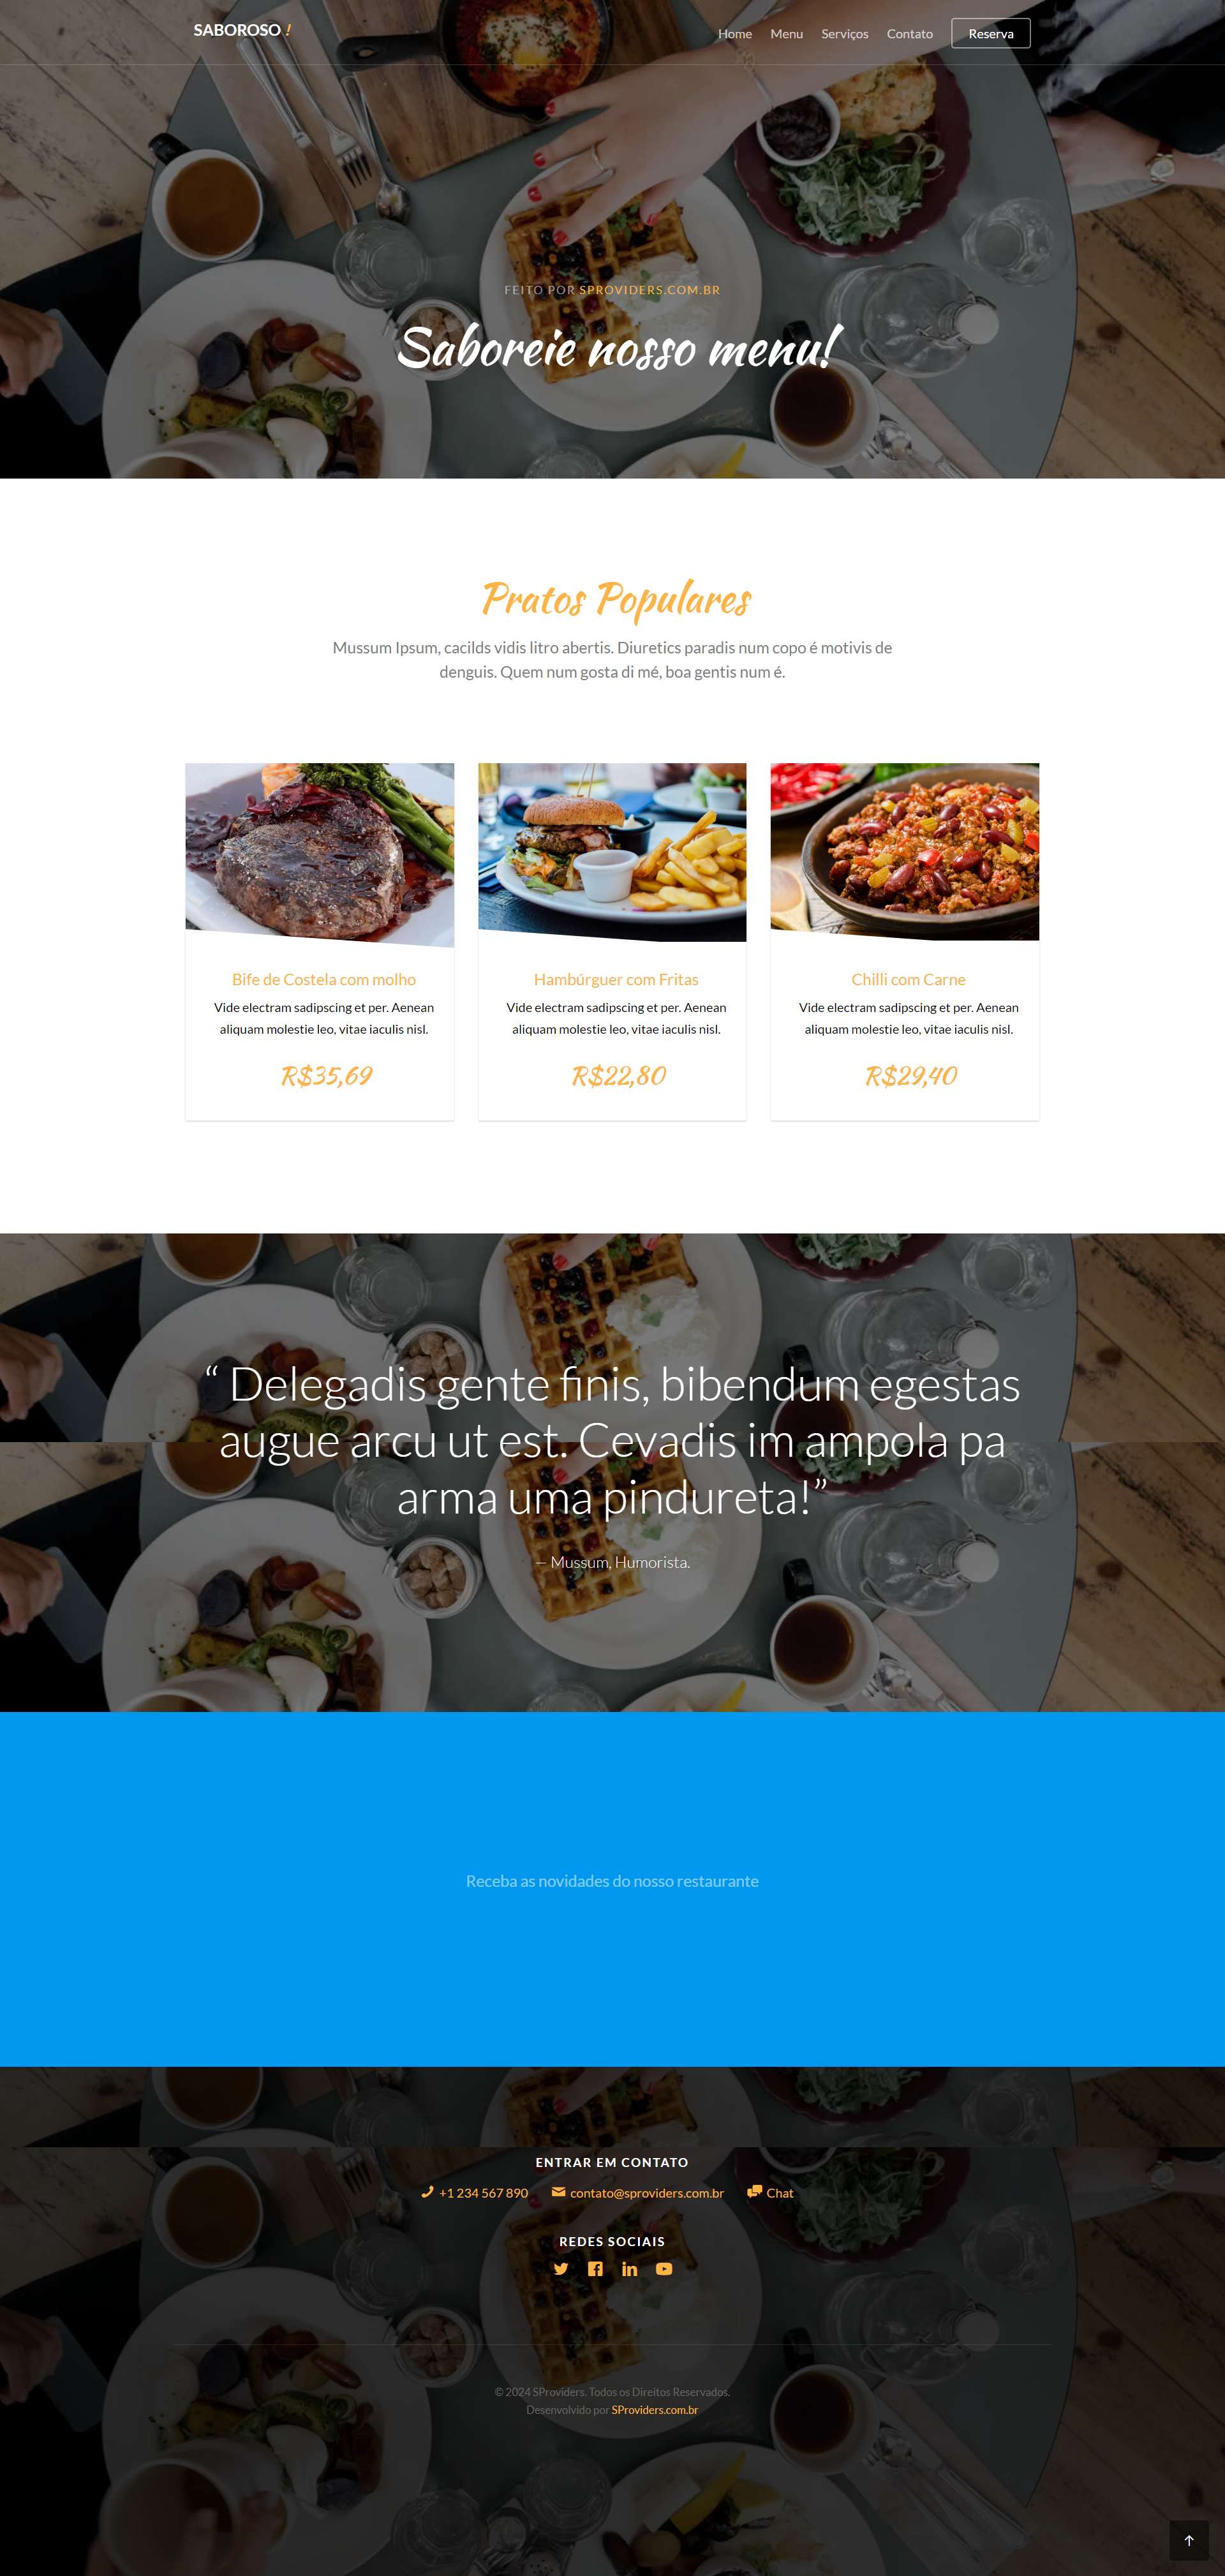 SABOROSO !
Home Menu Serviços Contato Reserva
FEITO POR SPROVIDERS.COM.BR
Saboreie nosso menu!
Pratos Populares
Mussum Ipsum, cacilds vidis litro abertis. Diuretics paradis num copo é motivis de
denguis. Quem num gosta di mé, boa gentis num é.
Bife de Costela com molho
Vide electram sadipscing et per. Aenean
aliquam molestie leo, vitae iaculis nisl.
R$35,69
Hambúrguer com Fritas
Vide electram sadipscing et per. Aenean
aliquam molestie leo, vitae iaculis nisl.
R$22,80
Chilli com Carne
Vide electram sadipscing et per. Aenean
aliquam molestie leo, vitae iaculis nisl.
R$29,40
“ Delegadis gente finis, bibendum egestas
augue arcu ut est. Cevadis im ampola pa
arma uma pindureta!”
— Mussum, Humorista.
Receba as novidades do nosso restaurante
ENTRAR EM CONTATO
+1 234 567 890 contato@sproviders.com.br Chat
REDES SOCIAIS
© 2024 SProviders. Todos os Direitos Reservados.
Desenvolvido por SProviders.com.br